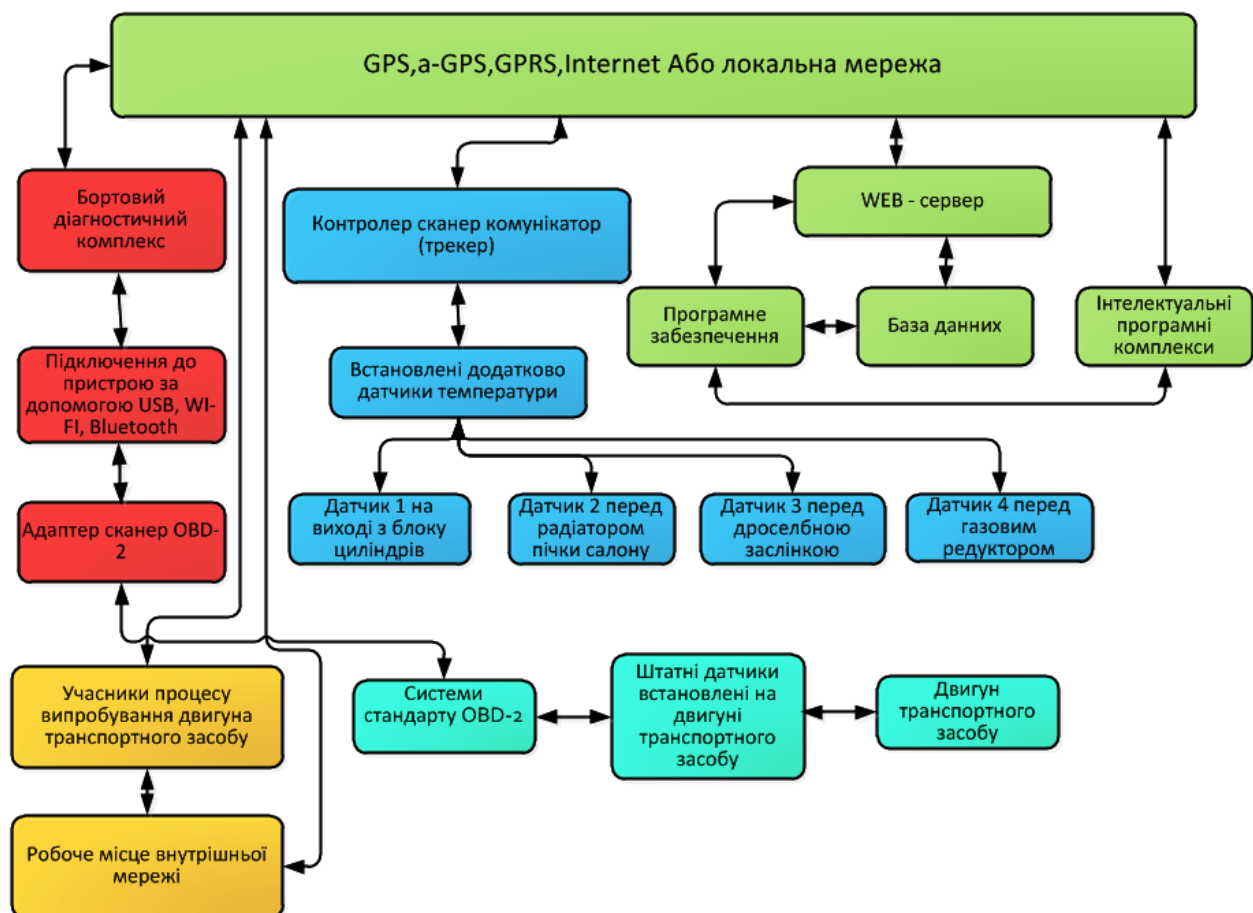 GPS,a-GPS,GPRS,Internet Або локальна мережа
Бортовий
діагностичний
комплекс
Контролер сканер комунікатор
(трекер)
WEB - сервер
Програмне
забезпечення
База данних
Інтелектуальні
програмні
комплекси
Підключення до
пристрою за
допомогою USB, WI-
FI, Bluetooth
Встановлені додатково
датчики температури
Адаптер сканер OBD-
2
Датчик 1 на
виході з блоку
циліндрів
Датчик 2 перед
радіатором
пічки салону
Датчик 3 перед
дроселбною
заслінкою
Датчик 4 перед
газовим
редуктором
Учасники процесу
випробування двигуна
транспортного засобу
Системи
стандарту OBD-2
Штатні датчики
встановлені на
двигуні
транспортного
засобу
Двигун
транспортного
засобу
Робоче місце внутрішньої
мережі